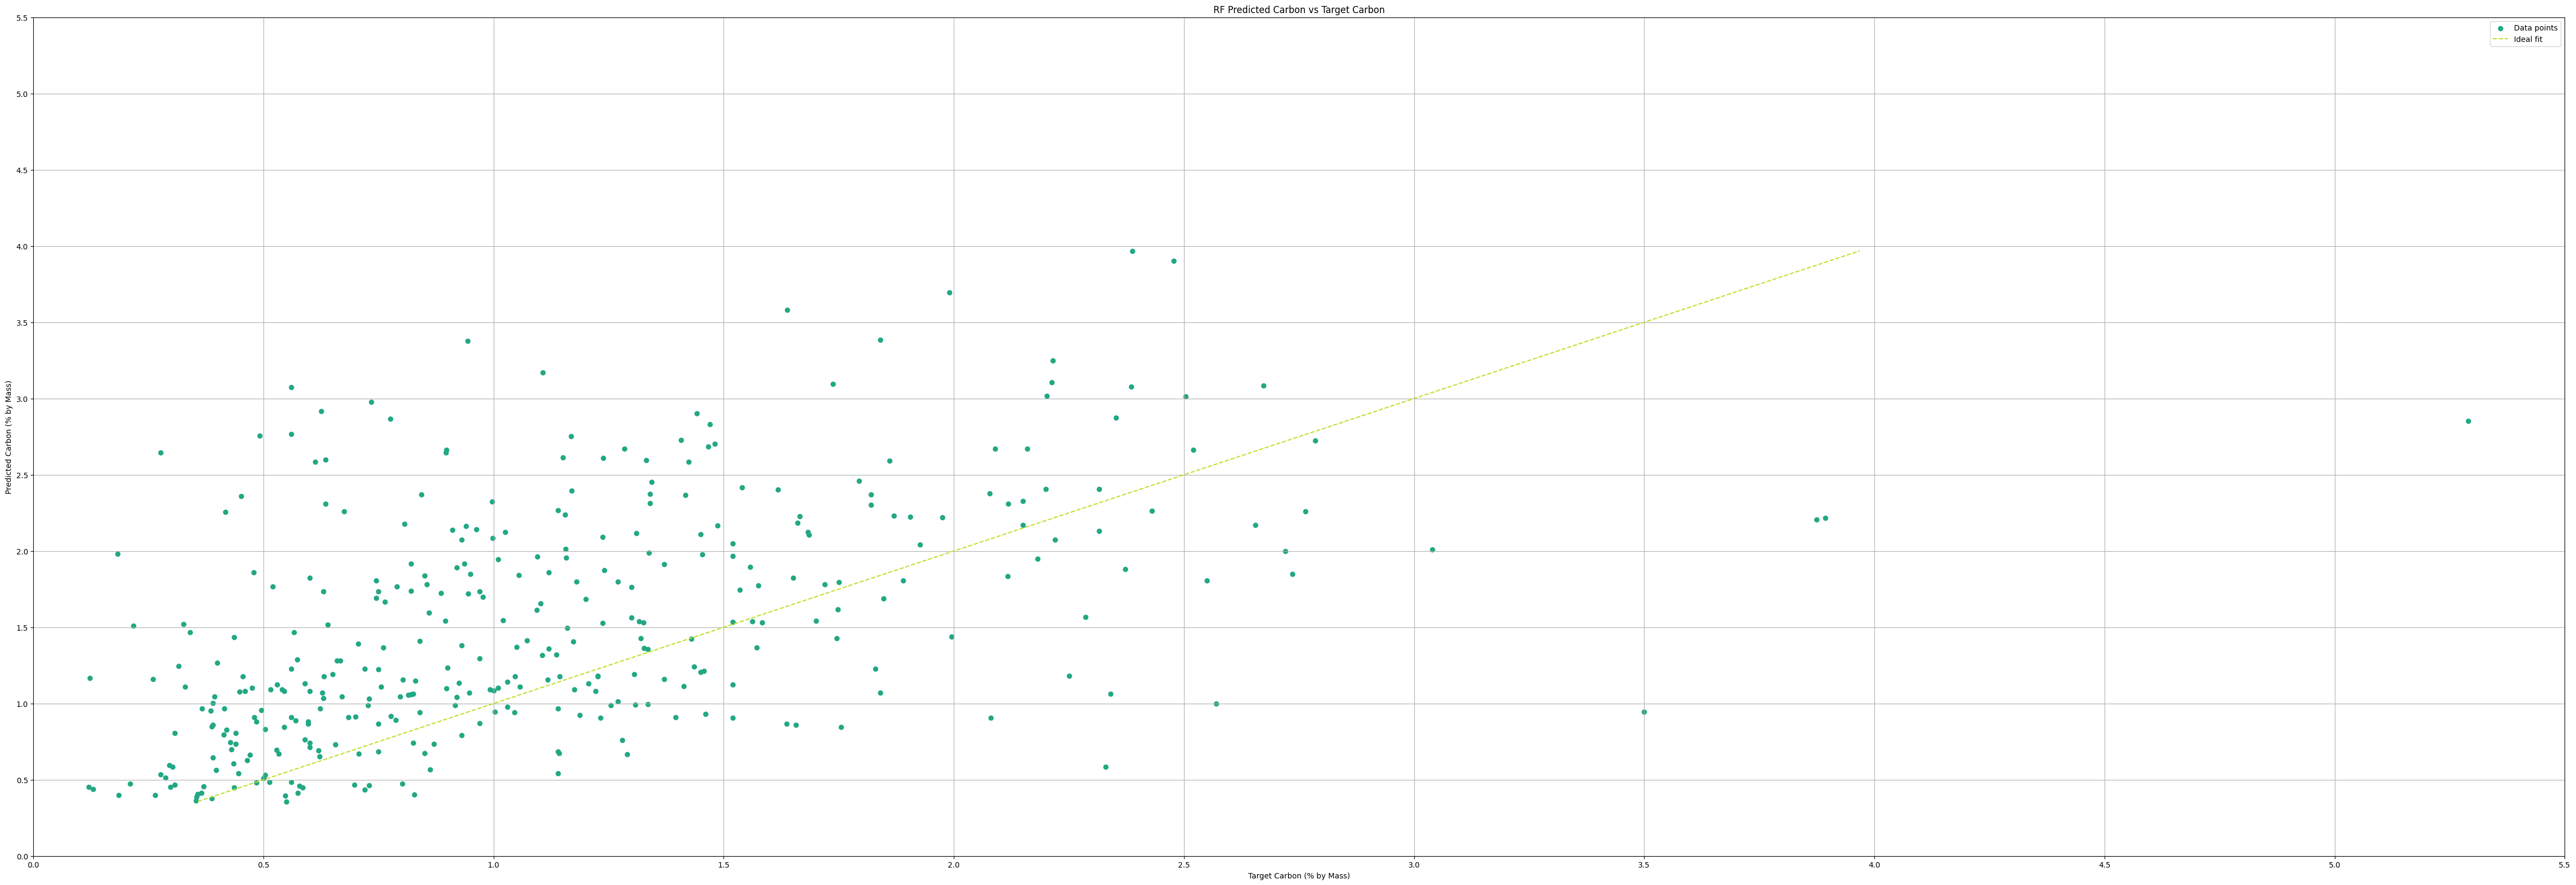 RF Predicted Carbon vs Target Carbon
Data points
Ideal fit
Predicted Carbon (% by Mass)
5.5
5.0
4.5
4.0
3.5
3.0
2.5
2.0
1.5
1.0
0.5
0.0
0.0 0.5 1.0 1.5 2.0 2.5 3.0 3.5 4.0 4.5 5.0 5.5
Target Carbon (% by Mass)